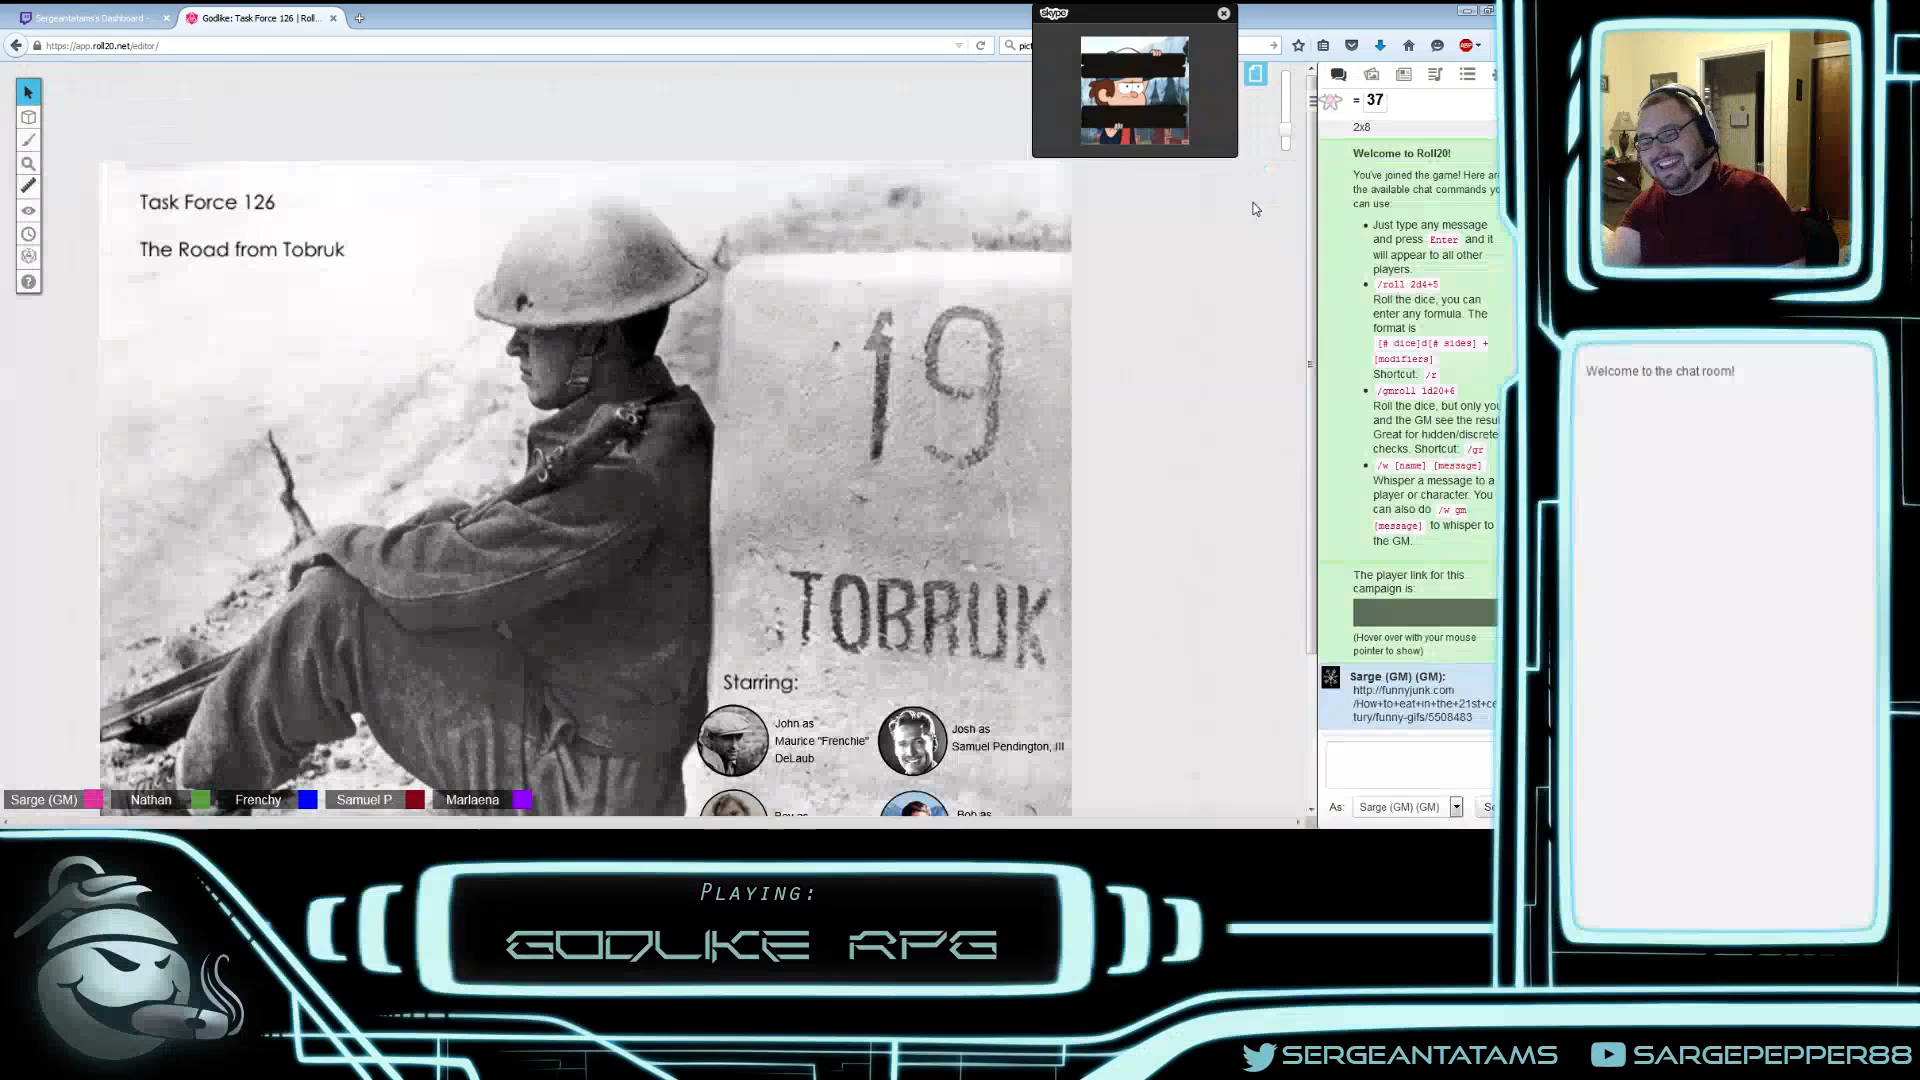 Sergeantatams's Dashboard -
Godlike: Task Force 126 | Roll...
https://app.roll20.net/editor/
pict
skype
Task Force 126
The Road from Tobruk
19
TOBRUK
Starring:
John as
Maurice "Frenchie"
DeLaub
Josh as
Samuel Pendington, III
Bob as
Sarge (GM)
Nathan
Frenchy
Samuel P
Marlaena
= 37
2x8
Welcome to Roll20!
You've joined the game! Here are
the available chat commands
can use:
Just type any message
and press Enter and it
will appear to all other
players.
/roll 2d4+5
Roll the dice, you can
enter any formula. The
format is
[# dice]d[# sides] +
[modifiers]
Shortcut: /r
/gmroll 1d20+6
Roll the dice, but only you
and the GM see the resul
Great for hidden/discrete
checks. Shortcut: /gr
/w [name] [message]
Whisper a message to a
player or character. You
can also do /w gm
[message] to whisper to
the GM.
The player link for this
campaign is:
(Hover over with your mouse
pointer to show)
Sarge (GM) (GM):
http://funnyjunk.com
/How+to+eat+in+the+21st+ce
tury/funny-gifs/5508483
As: Sarge (GM) (GM) Se
Welcome to the chat room!
PLAYING:
GODLIKE RPG
SERGEANTATAMS
SARGEPEPPER88